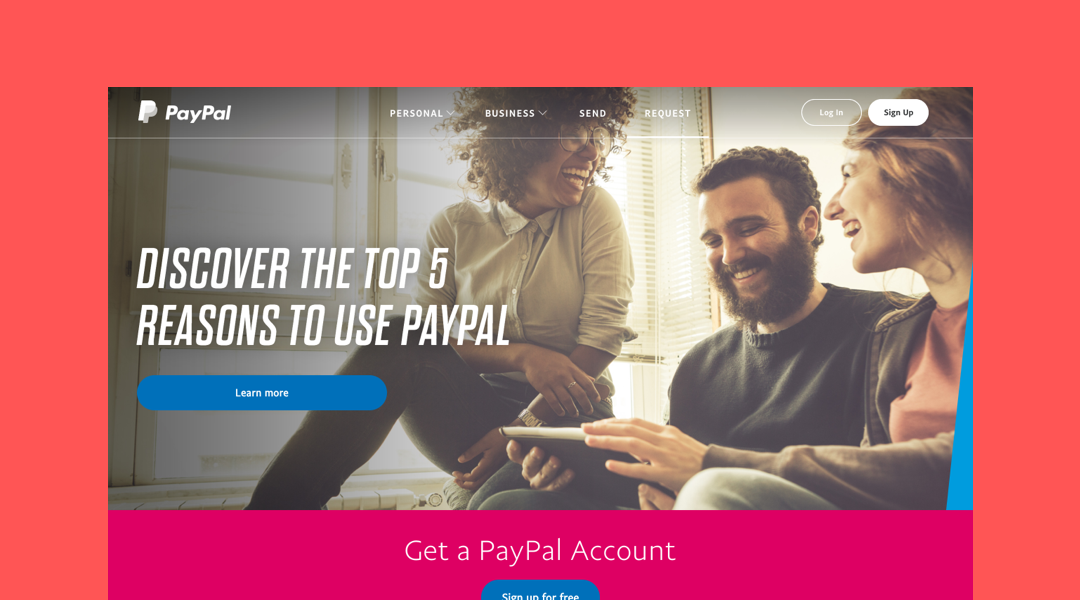 PayPal
PERSONAL
BUSINESS
SEND
REQUEST
Log In
Sign Up
DISCOVER THE TOP 5
REASONS TO USE PAYPAL
Learn more
Get a PayPal Account
Sign up for free